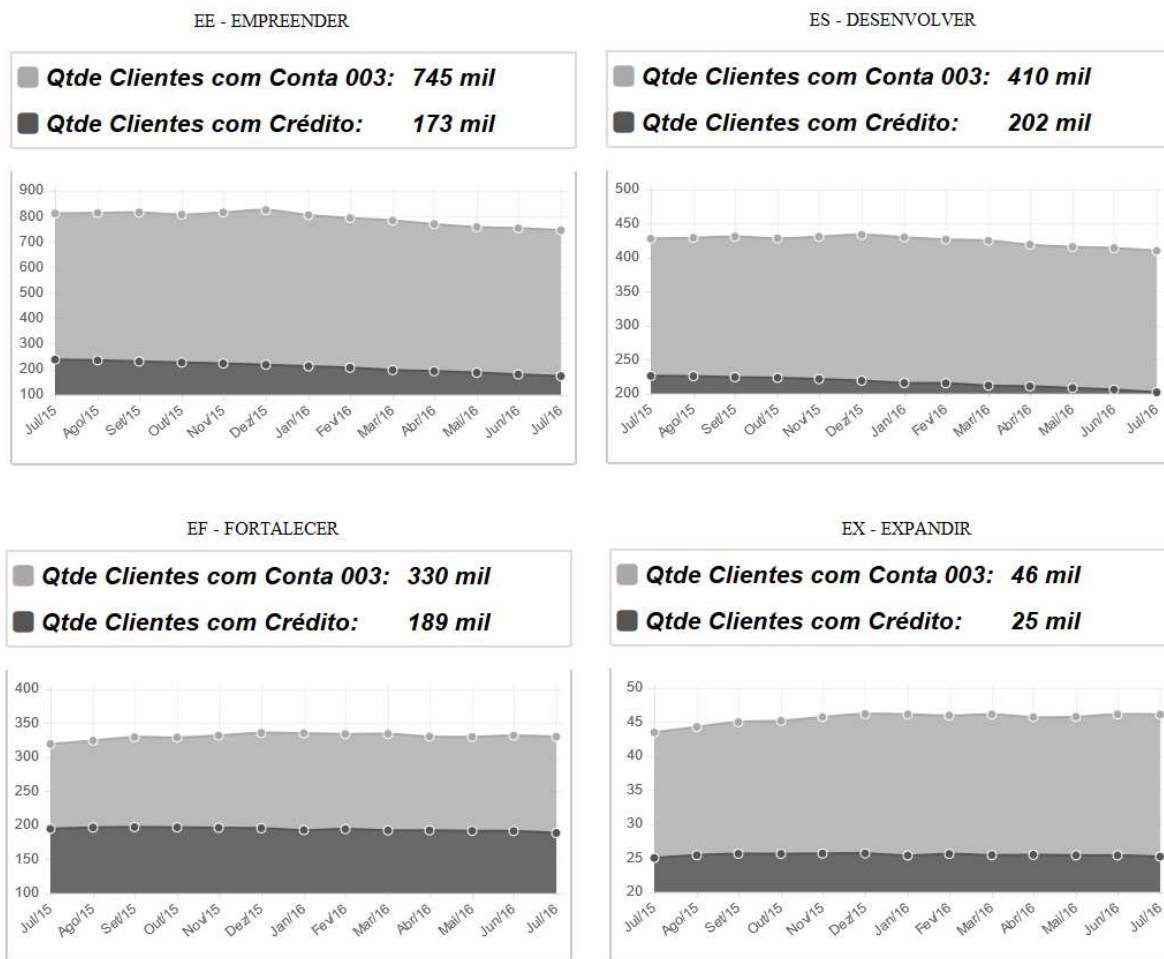 EE - EMPREENDER
Qtde Clientes com Conta 003: 745 mil
Qtde Clientes com Crédito: 173 mil
900
800
700
600
500
400
300
200
100
Jul/15 Ago/15 Set/15 Out/15 Nov/15 Dez/15 Jan/16 Fev/16 Mar/16 Abr/16 Mai/16 Jun/16 Jul/16
ES - DESENVOLVER
Qtde Clientes com Conta 003: 410 mil
Qtde Clientes com Crédito: 202 mil
500
450
400
350
300
250
200
Jul/15 Ago/15 Set/15 Out/15 Nov/15 Dez/15 Jan/16 Fev/16 Mar/16 Abr/16 Mai/16 Jun/16 Jul/16
EF - FORTALECER
Qtde Clientes com Conta 003: 330 mil
Qtde Clientes com Crédito: 189 mil
400
350
300
250
200
150
100
Jul/15 Ago/15 Set/15 Out/15 Nov/15 Dez/15 Jan/16 Fev/16 Mar/16 Abr/16 Mai/16 Jun/16 Jul/16
EX - EXPANDIR
Qtde Clientes com Conta 003: 46 mil
Qtde Clientes com Crédito: 25 mil
50
45
40
35
30
25
20
Jul/15 Ago/15 Set/15 Out/15 Nov/15 Dez/15 Jan/16 Fev/16 Mar/16 Abr/16 Mai/16 Jun/16 Jul/16